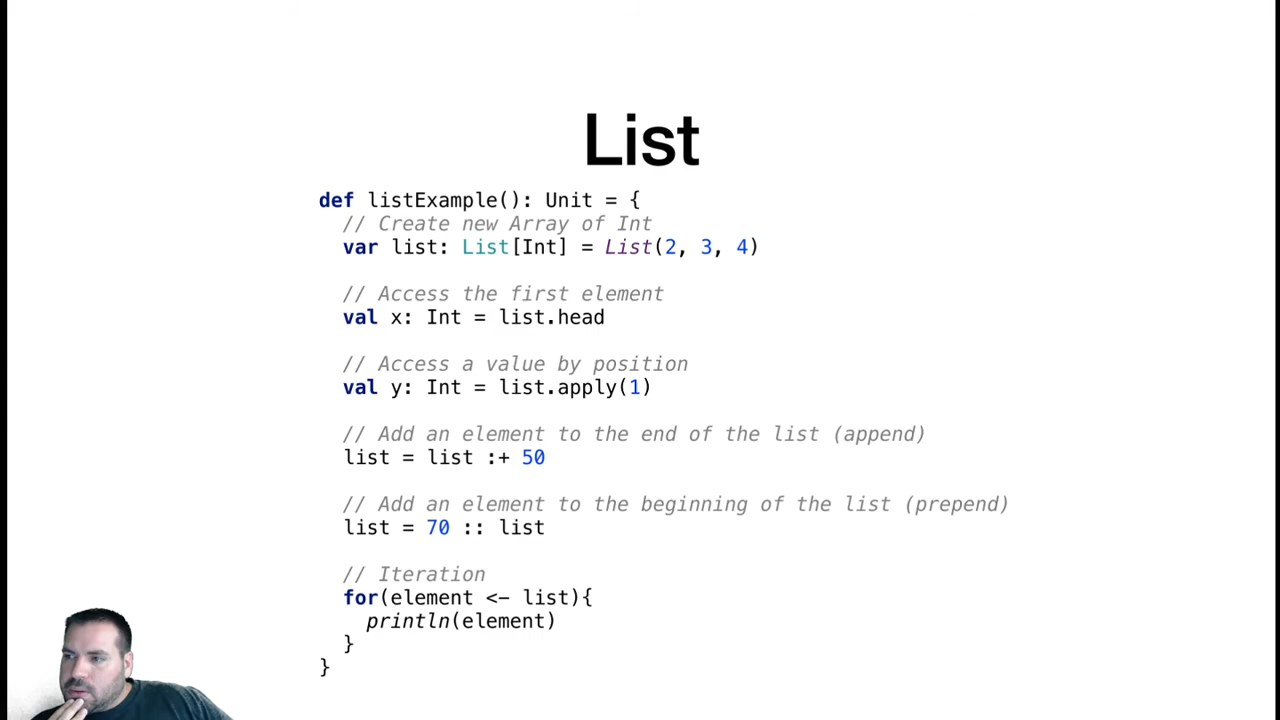 List
def listExample(): Unit = {
// Create new Array of Int
var list: List[Int] = List(2, 3, 4)
// Access the first element
val x: Int = list.head
// Access a value by position
val y: Int = list.apply(1)
// Add an element to the end of the list (append)
list = list :+ 50
// Add an element to the beginning of the list (prepend)
list = 70 :: list
// Iteration
for(element <- list){
println(element)
}
}